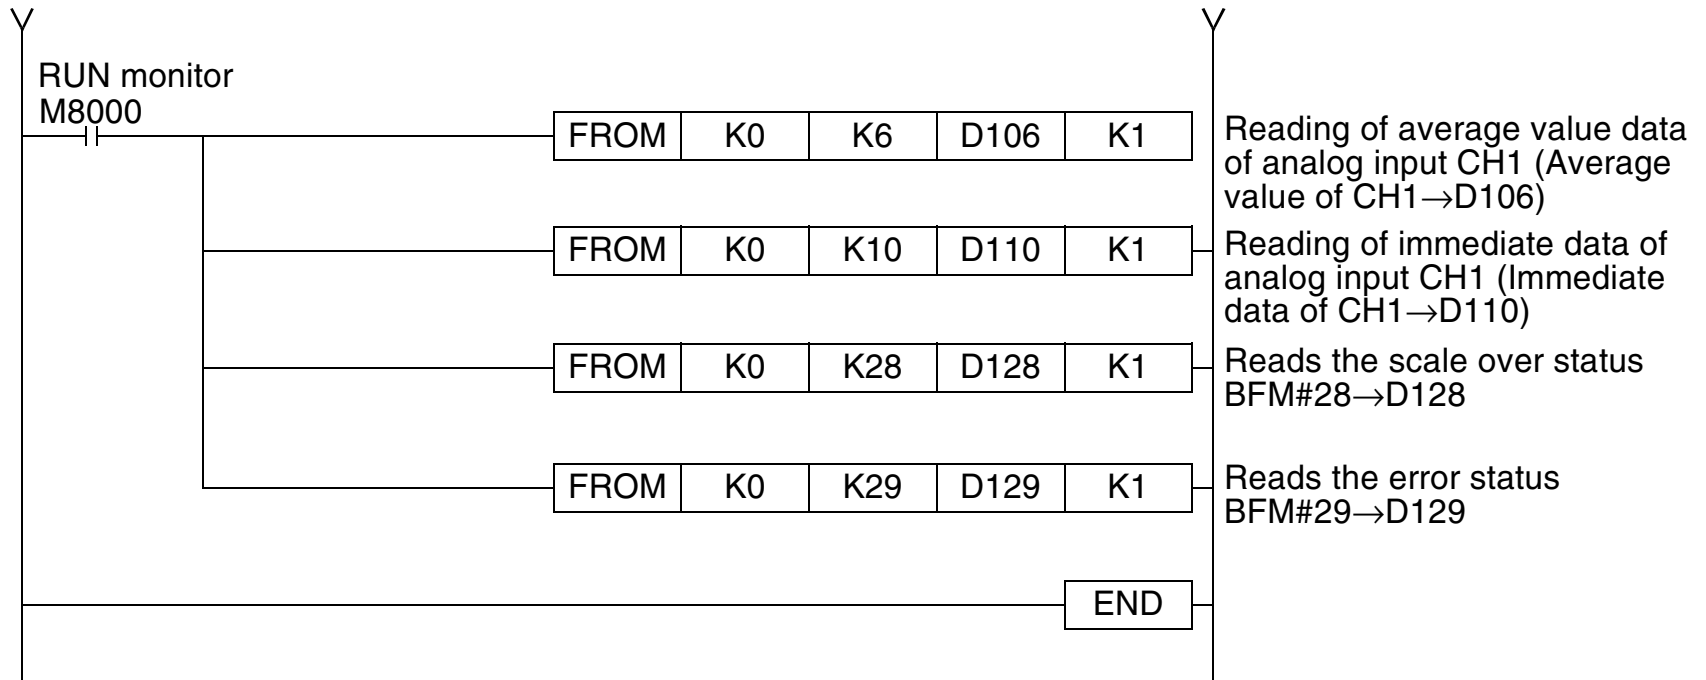 RUN monitor
M8000
FROM K0 K6 D106 K1
Reading of average value data
of analog input CH1 (Average
value of CH1→D106)
FROM K0 K10 D110 K1
Reading of immediate data of
analog input CH1 (Immediate
data of CH1→D110)
FROM K0 K28 D128 K1
Reads the scale over status
BFM#28→D128
FROM K0 K29 D129 K1
Reads the error status
BFM#29→D129
END